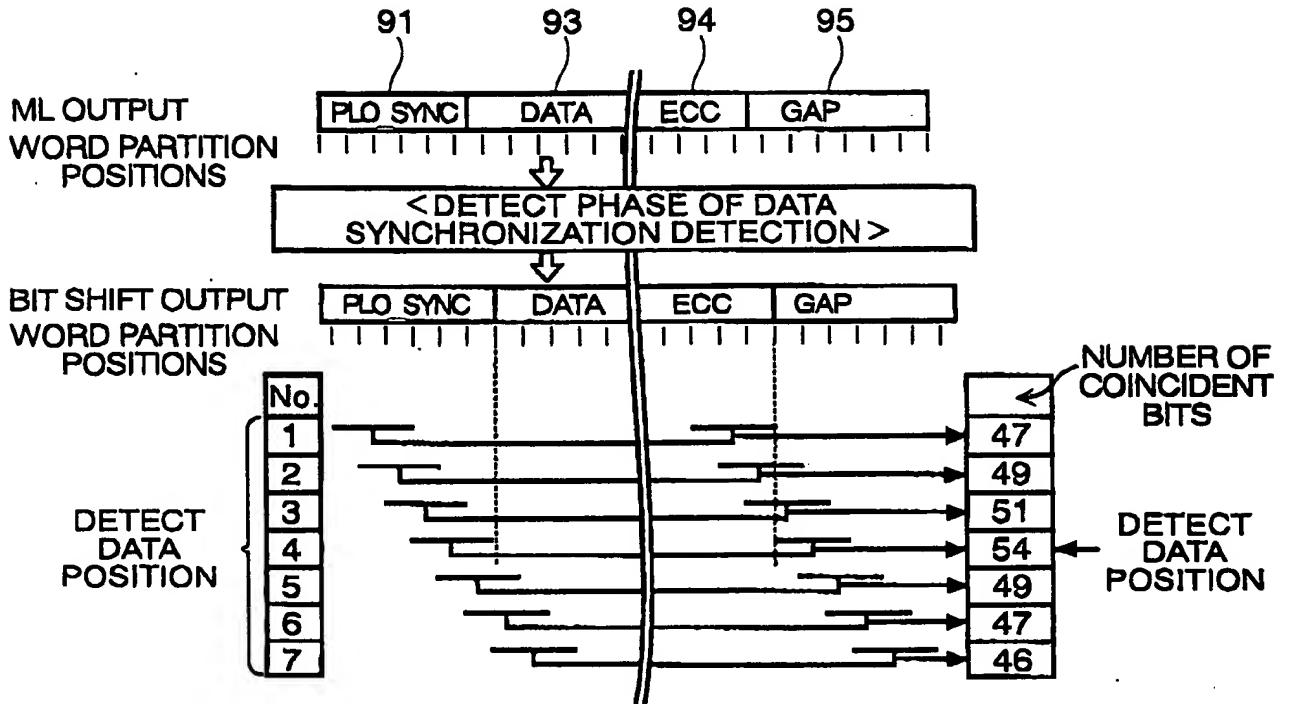 91 93 94 95
ML OUTPUT
PLO SYNC DATA ECC GAP
WORD PARTITION
POSITIONS
<DETECT PHASE OF DATA
SYNCHRONIZATION DETECTION>
BIT SHIFT OUTPUT
PLO SYNC DATA ECC GAP
WORD PARTITION
POSITIONS
NUMBER OF
COINCIDENT
BITS
No.
1 47
2 49
3 51
4 54
5 49
6 47
7 46
DETECT
DATA
POSITION
DETECT
DATA
POSITION